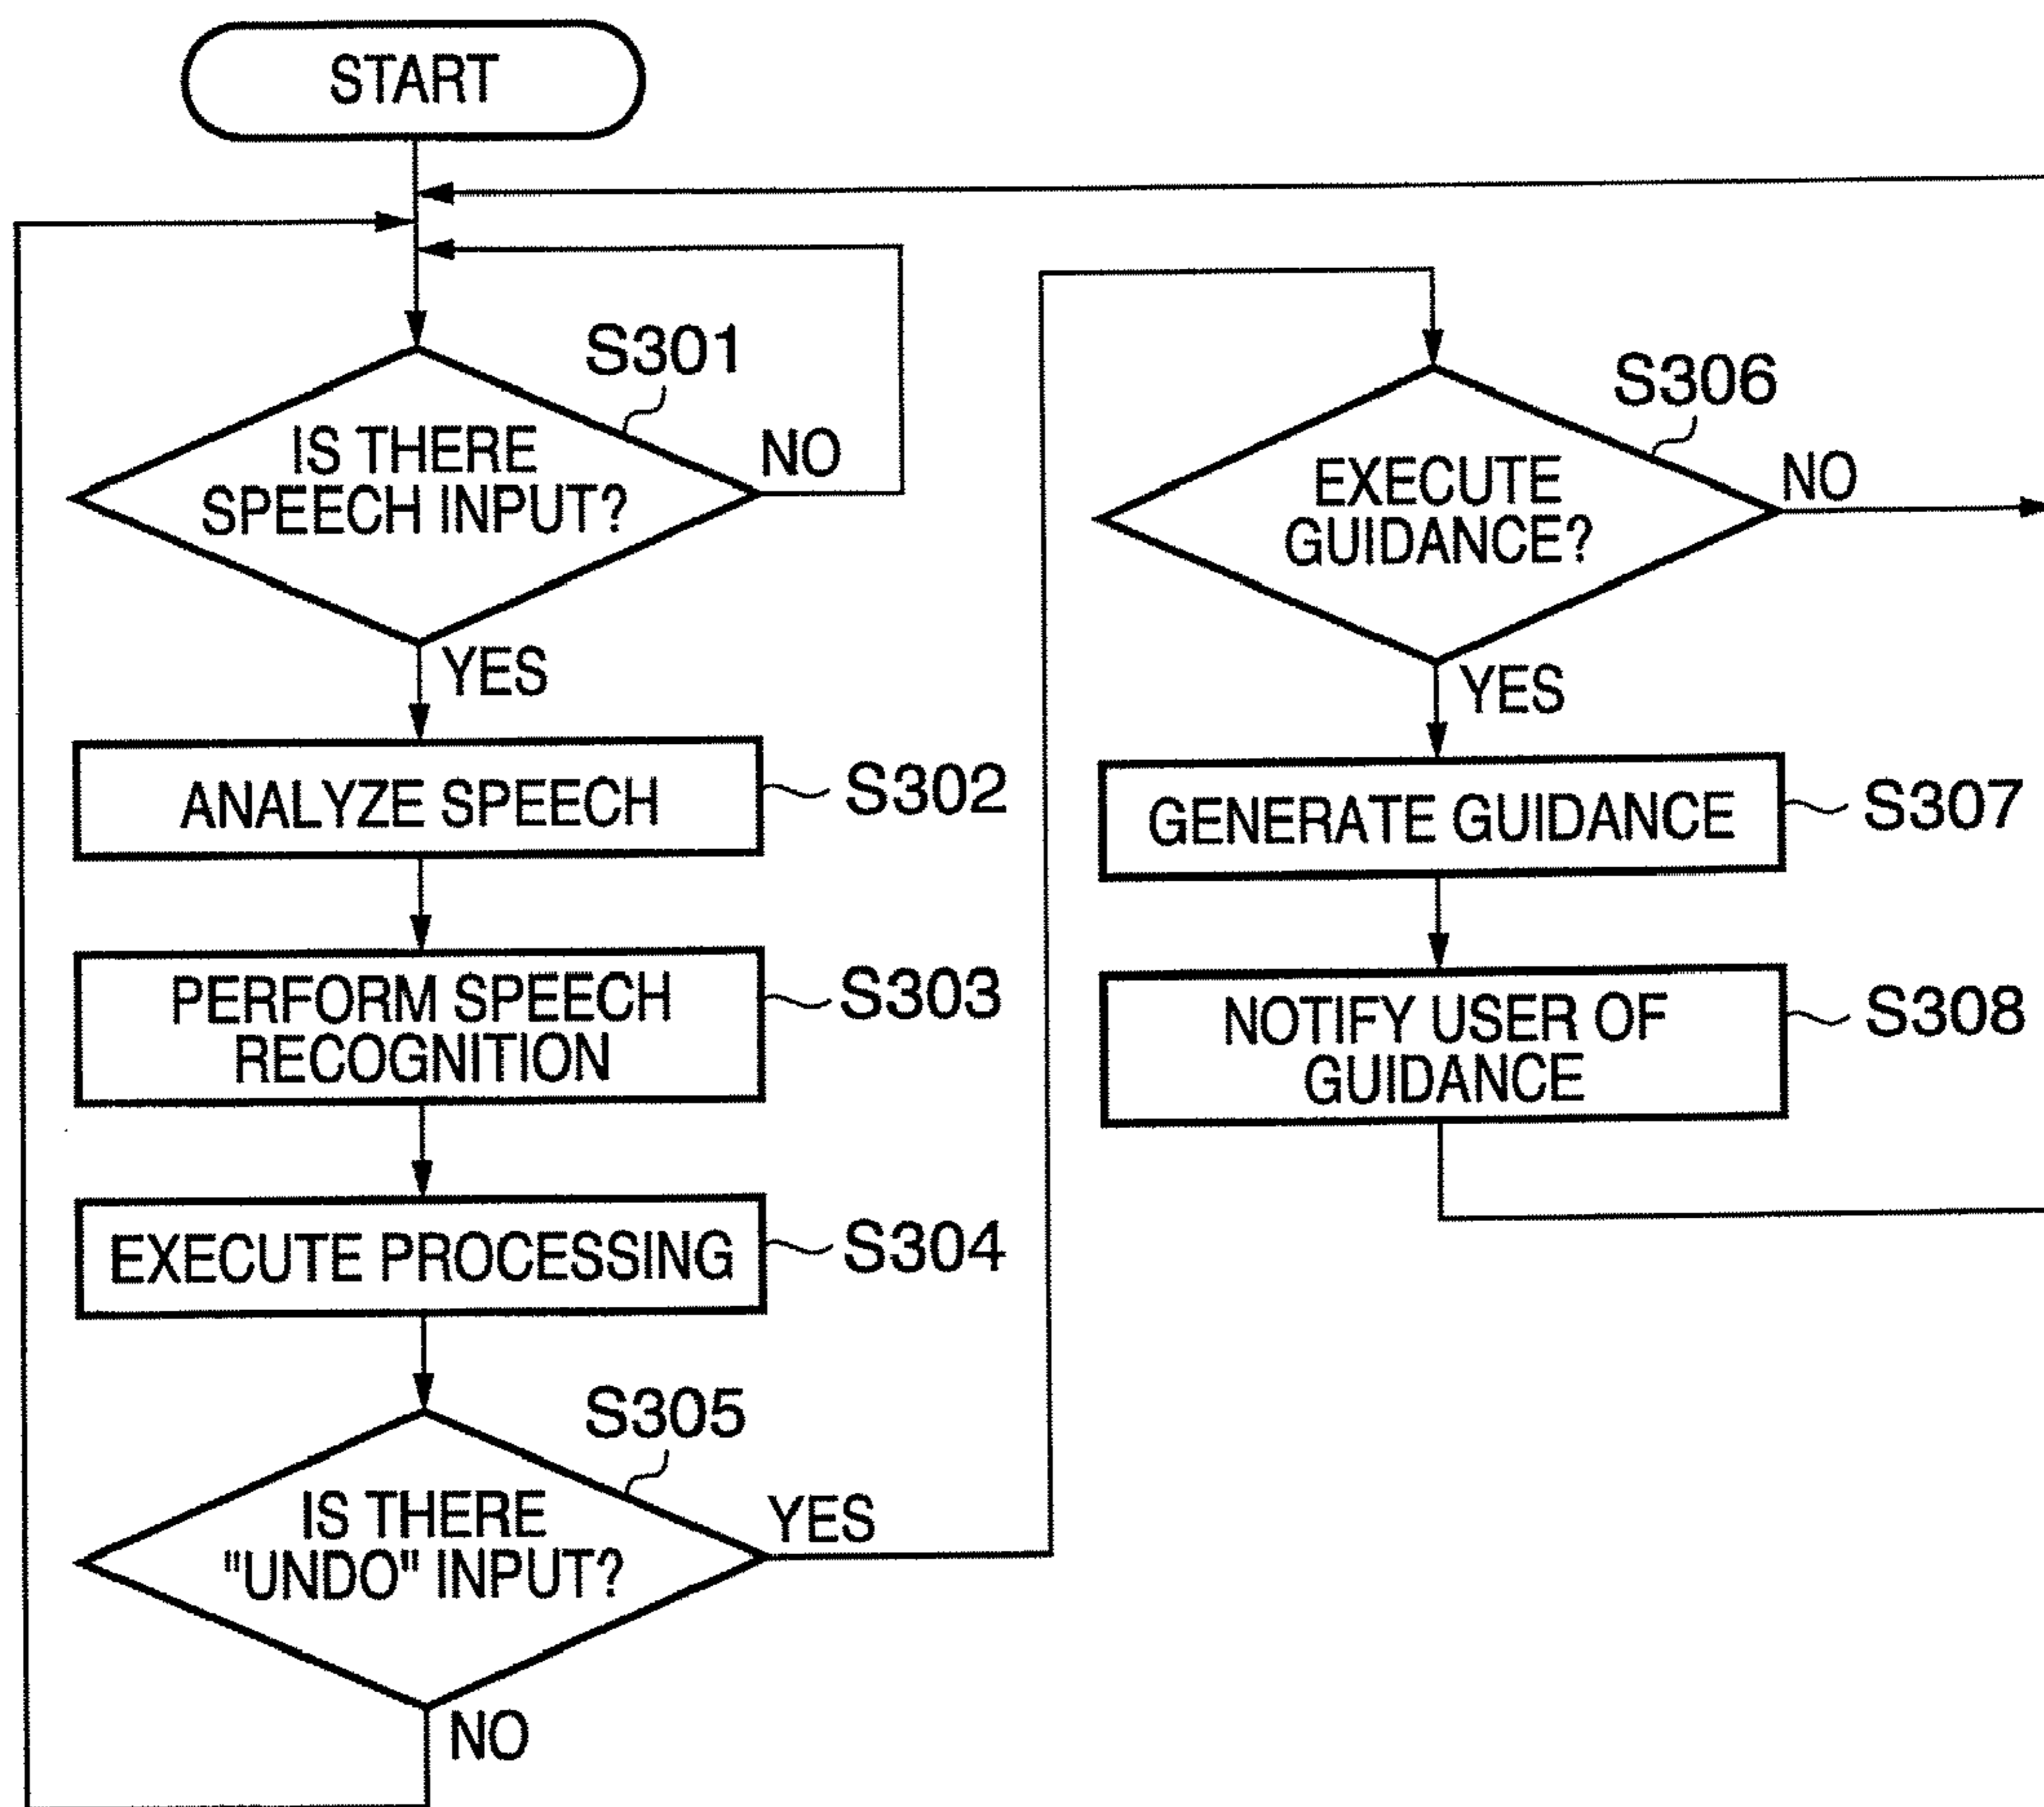 START
S301
IS THERE
SPEECH INPUT?
NO
YES
ANALYZE SPEECH
S302
PERFORM SPEECH
RECOGNITION
S303
EXECUTE PROCESSING
S304
S305
IS THERE
"UNDO" INPUT?
YES
NO
S306
EXECUTE
GUIDANCE?
NO
YES
GENERATE GUIDANCE
S307
NOTIFY USER OF
GUIDANCE
S308